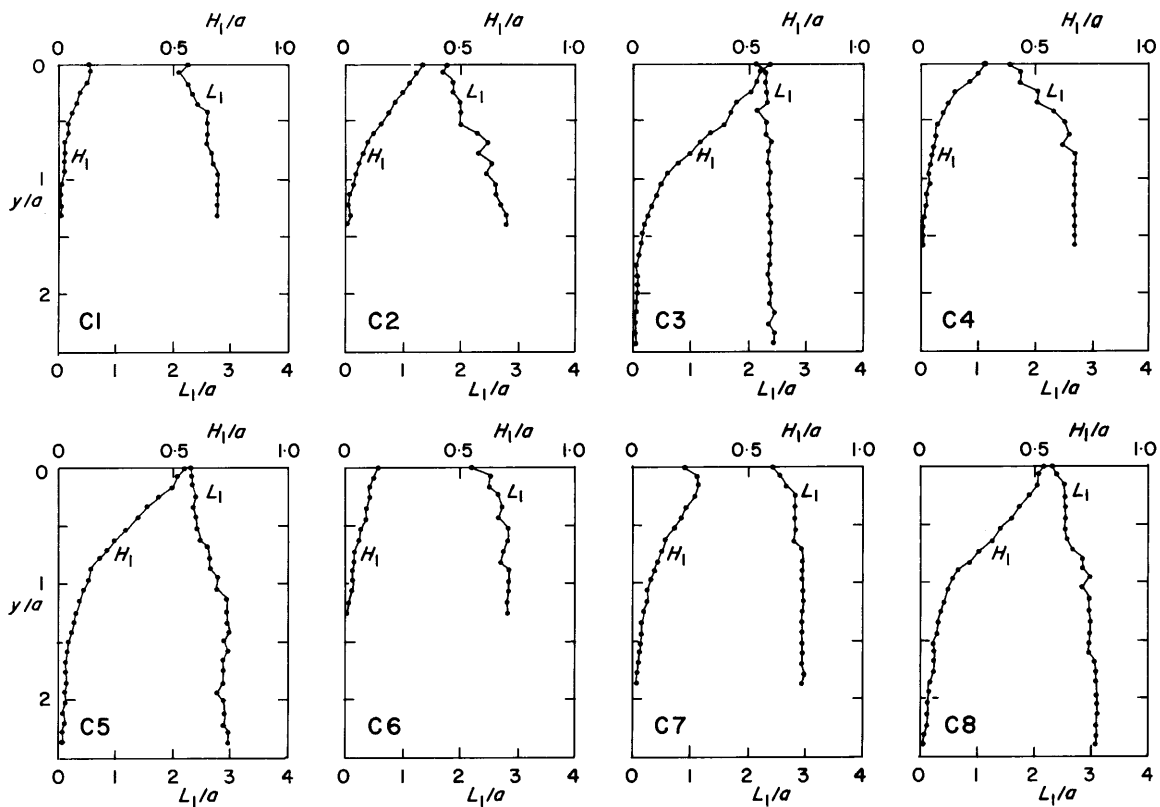 H₁/a H₁/a H₁/a H₁/a
0 0·5 1·0 0 0·5 1·0 0 0·5 1·0 0 0·5 1·0
0
L₁ L₁ L₁ L₁
H₁ H₁ H₁ H₁
1
y/a
2
C1 C2 C3 C4
0 1 2 3 4 0 1 2 3 4 0 1 2 3 4 0 1 2 3 4
L₁/a L₁/a L₁/a L₁/a
H₁/a H₁/a H₁/a H₁/a
0 0·5 1·0 0 0·5 1·0 0 0·5 1·0 0 0·5 1·0
0
L₁ L₁ L₁ L₁
H₁ H₁ H₁ H₁
1
y/a
2
C5 C6 C7 C8
0 1 2 3 4 0 1 2 3 4 0 1 2 3 4 0 1 2 3 4
L₁/a L₁/a L₁/a L₁/a